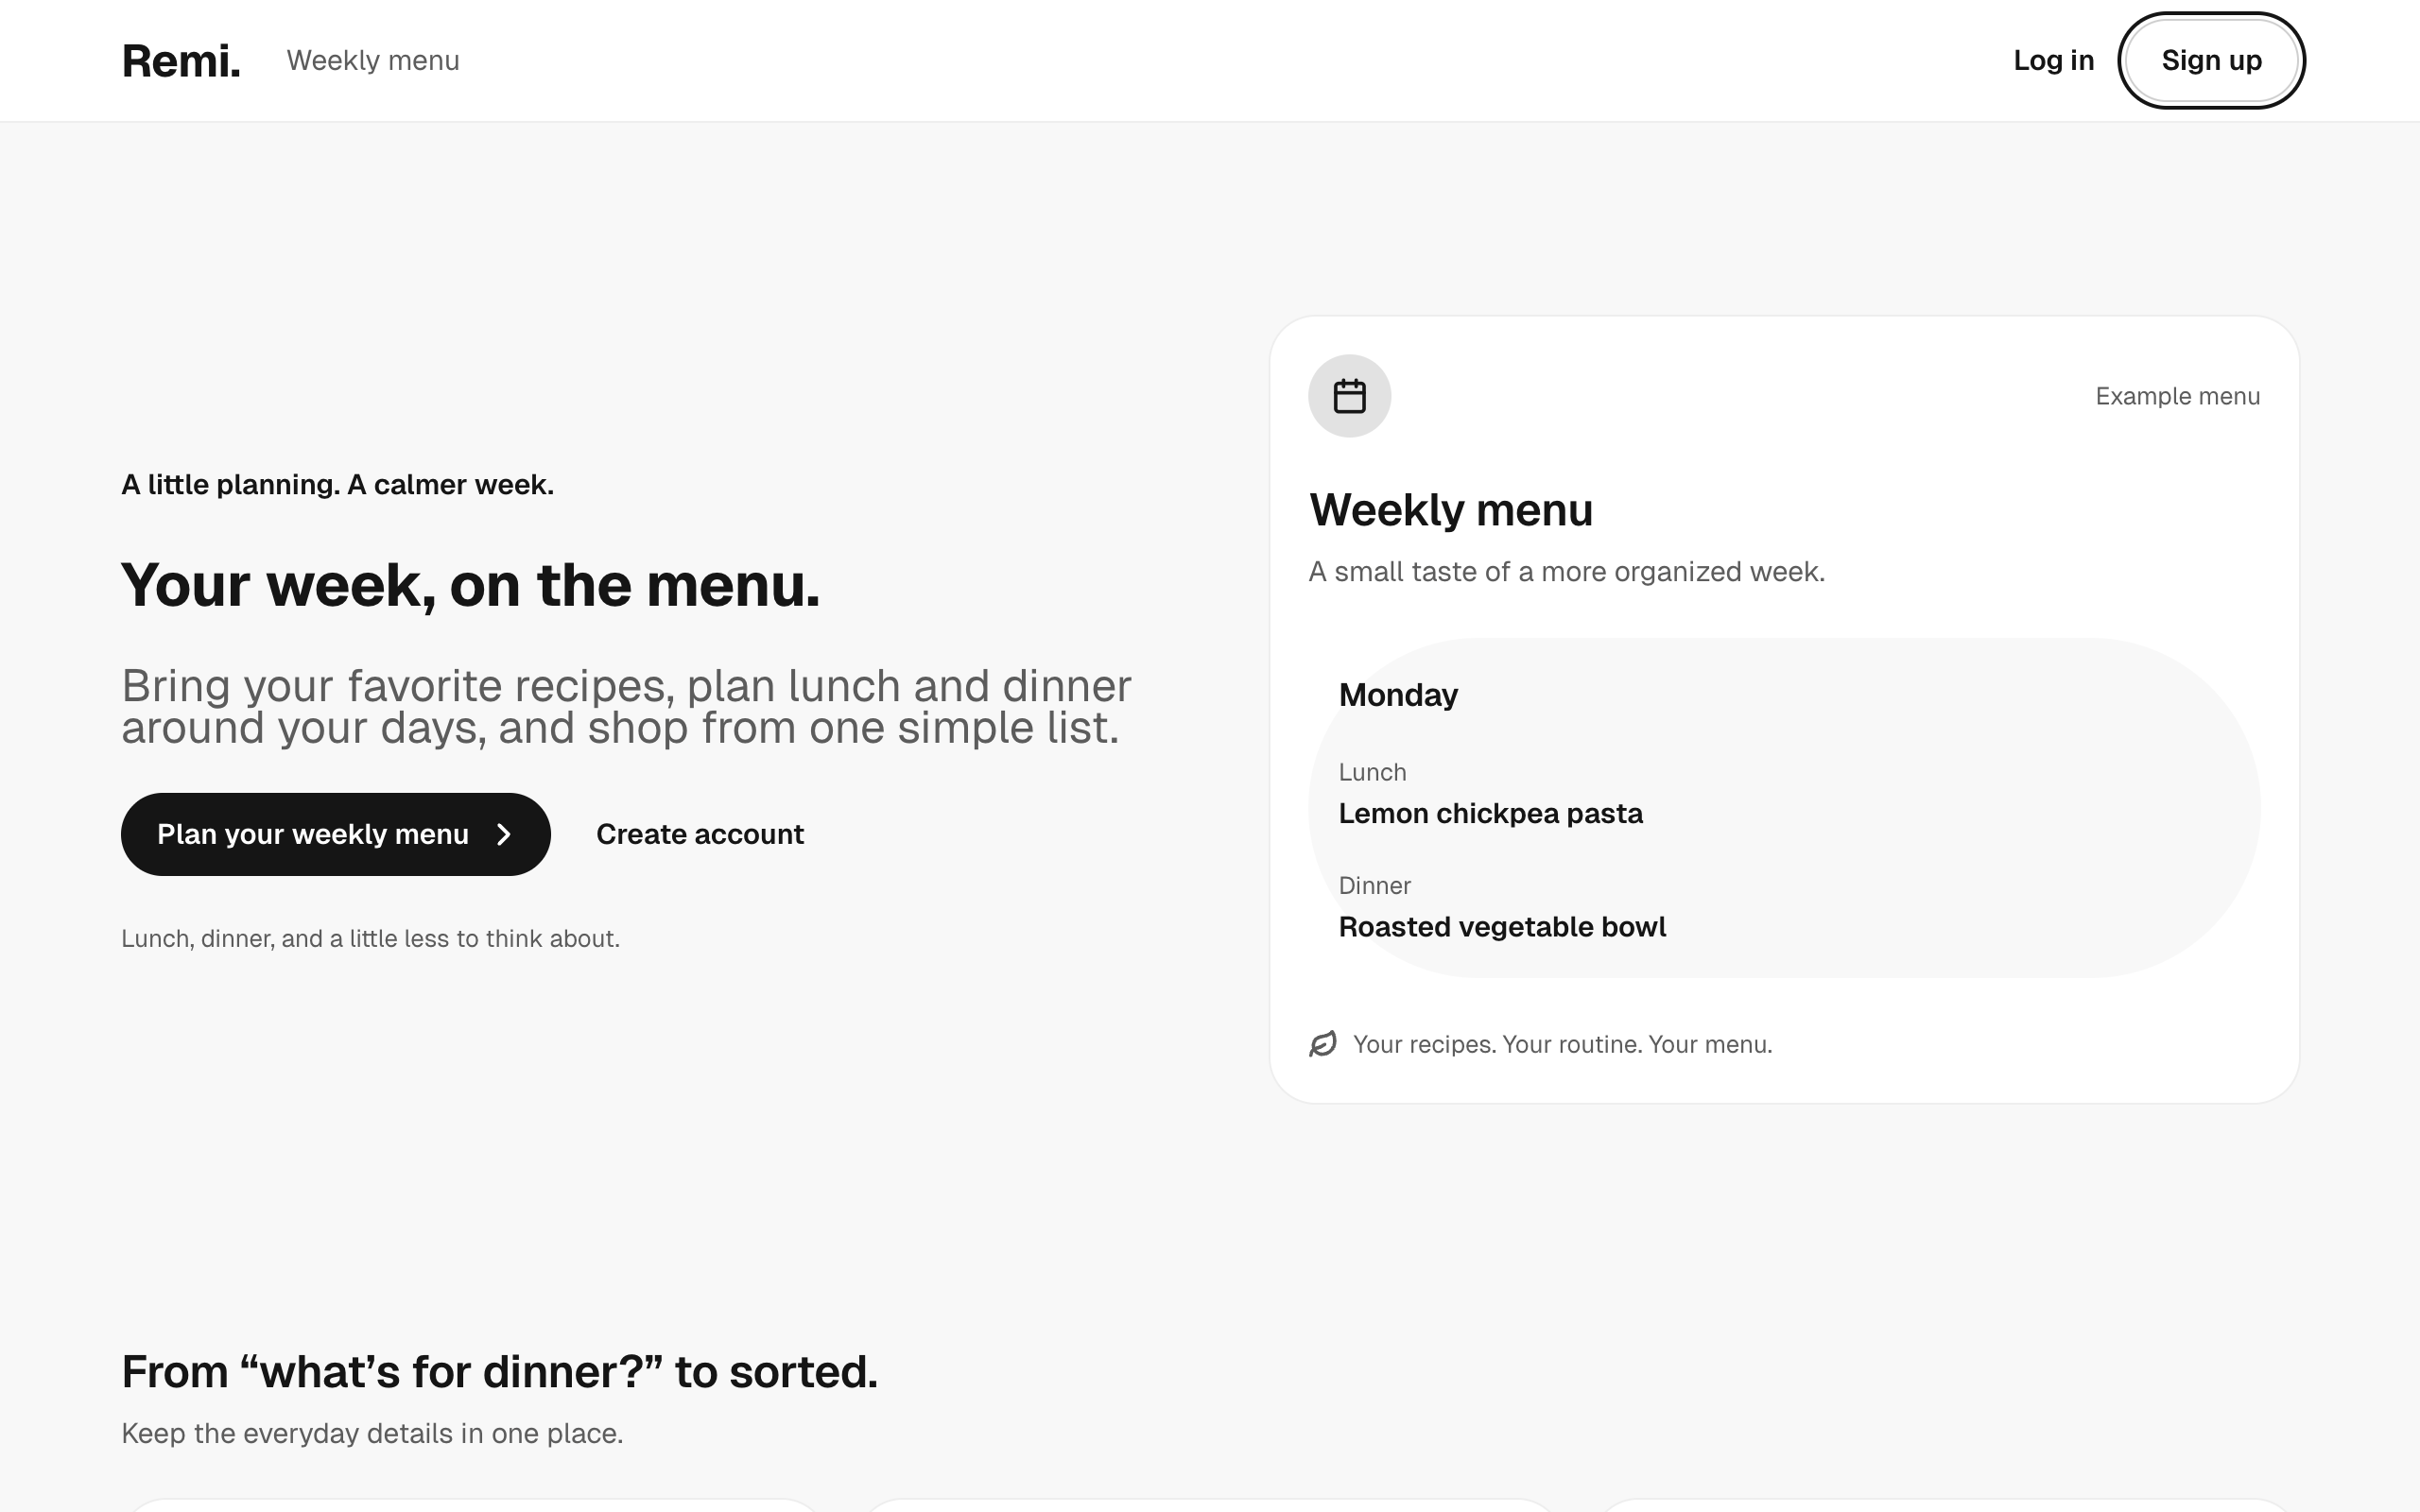 Remi.
Weekly menu
Log in
Sign up
A little planning. A calmer week.
Your week, on the menu.
Bring your favorite recipes, plan lunch and dinner
around your days, and shop from one simple list.
Plan your weekly menu
Create account
Lunch, dinner, and a little less to think about.
Example menu
Weekly menu
A small taste of a more organized week.
Monday
Lunch
Lemon chickpea pasta
Dinner
Roasted vegetable bowl
Your recipes. Your routine. Your menu.
From “what’s for dinner?” to sorted.
Keep the everyday details in one place.